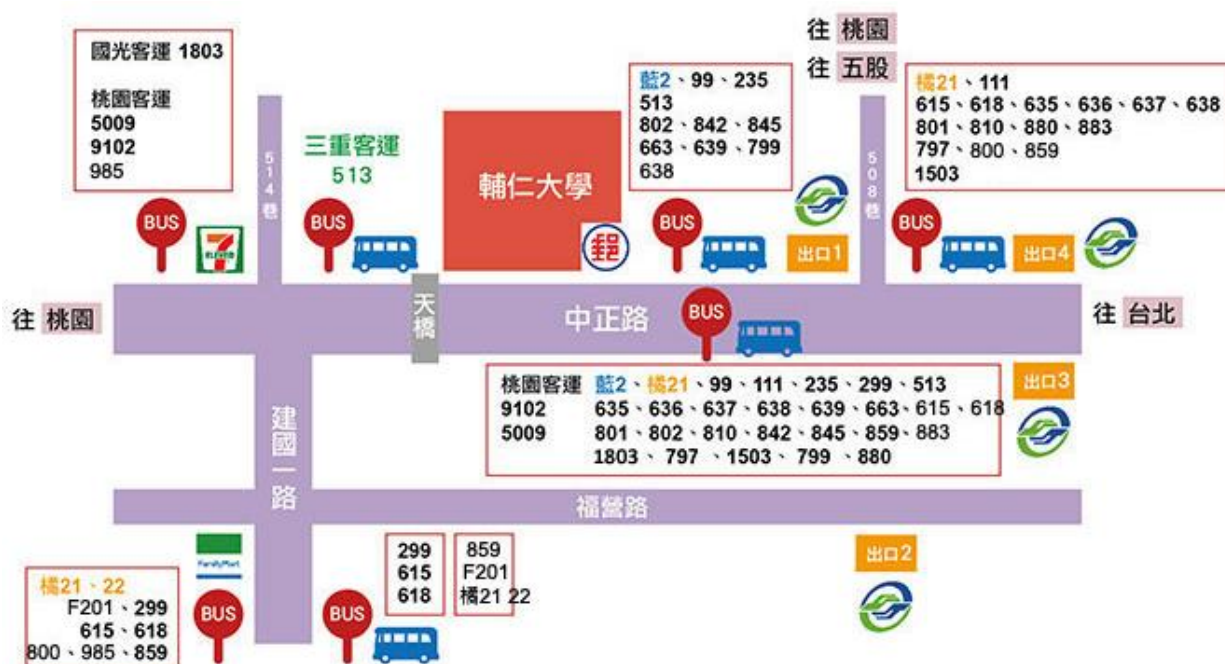 國光客運 1803
桃園客運
5009
9102
985
BUS
7
ELEVEN
514巷
三重客運
513
BUS
輔仁大學
郵
藍2、99、235
513
802、842、845
663、639、799
638
BUS
出口1
往 桃園
往 五股
508巷
橘21、111
615、618、635、636、637、638
801、810、880、883
797、800、859
1503
BUS
出口4
往 桃園
天橋
中正路
BUS
往 台北
桃園客運 藍2、橘21、99、111、235、299、513
9102 635、636、637、638、639、663、615、618
5009 801、802、810、842、845、859、883
1803、797、1503、799、880
出口3
建國一路
福營路
FamilyMart
橘21、22
F201、299
615、618
800、985、859
BUS
BUS
299
615
618
859
F201
橘21 22
出口2